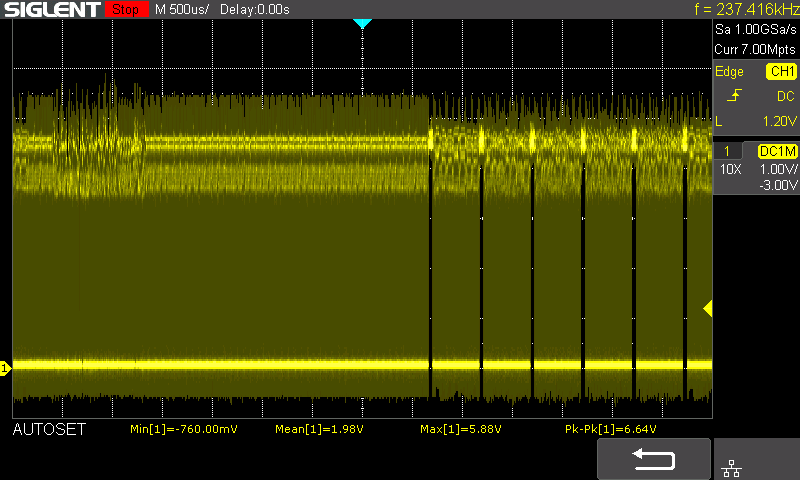 SIGLENT Stop M 500us/ Delay:0.00s f = 237.416kHz
Sa 1.00GSa/s
Curr 7.00Mpts
Edge CH1
DC
L 1.20V
1 DC1M
10X 1.00V/
-3.00V
1
AUTOSET Min[1]=-760.00mV Mean[1]=1.98V Max[1]=5.88V Pk-Pk[1]=6.64V